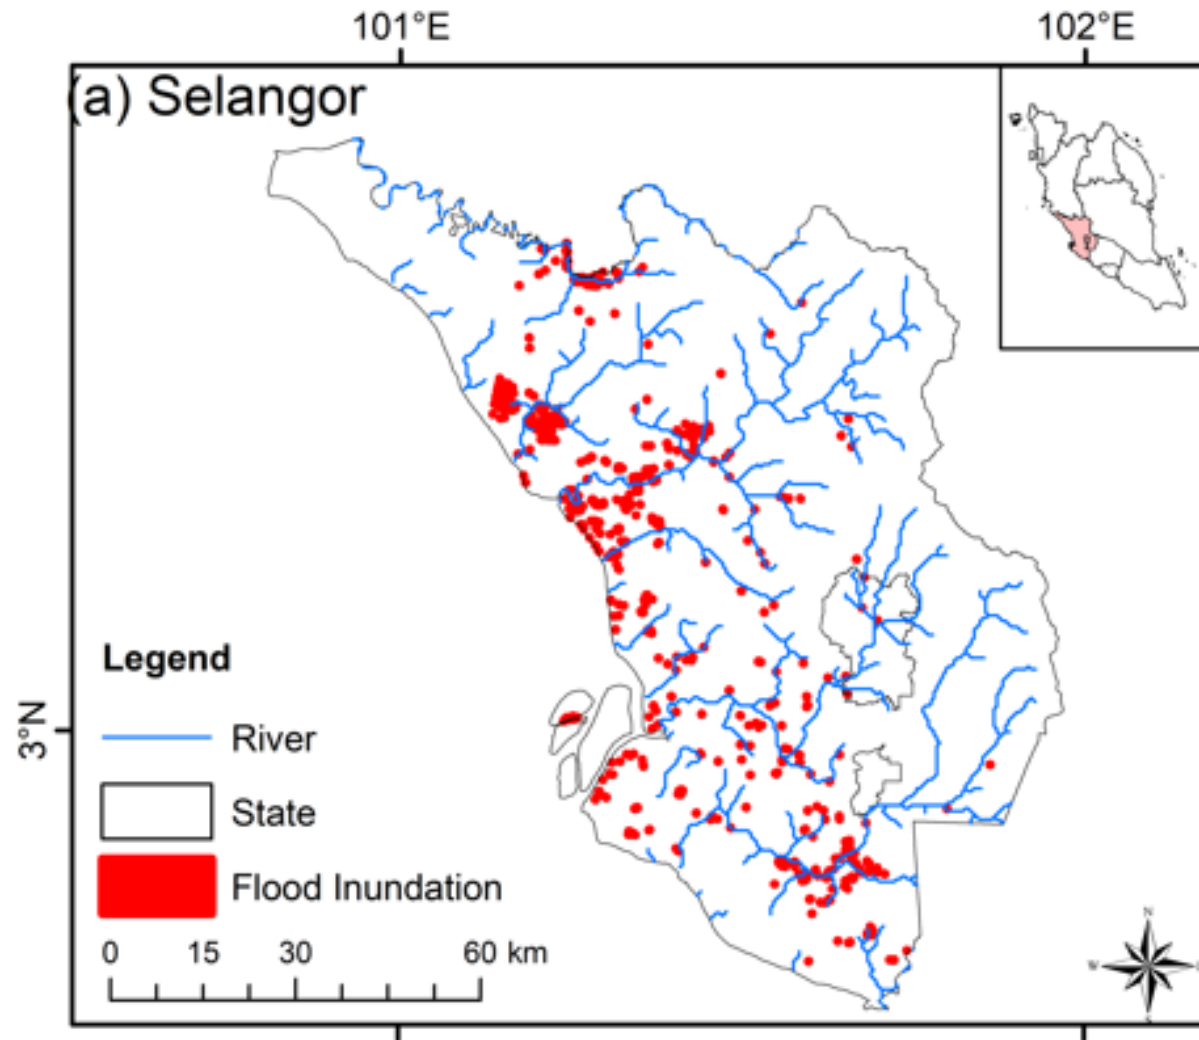 101°E
102°E
(a) Selangor
3°N
Legend
River
State
Flood Inundation
0 15 30 60 km
N
W
S